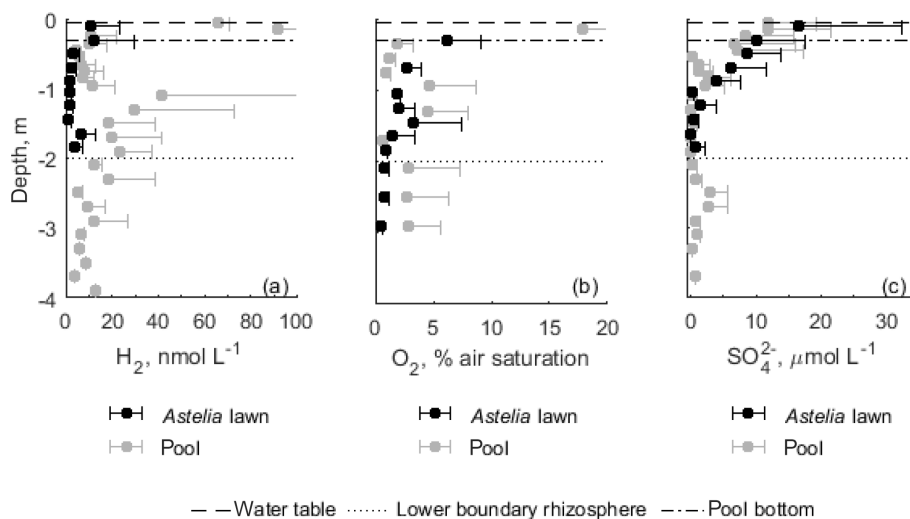 0
-1
-2
-3
-4
Depth, m
(a)
0 20 40 60 80 100
H₂, nmol L⁻¹
(b)
0 5 10 15 20
O₂, % air saturation
(c)
0 10 20 30
SO₄²⁻, μmol L⁻¹
Astelia lawn
Pool
Astelia lawn
Pool
Astelia lawn
Pool
Water table Lower boundary rhizosphere Pool bottom